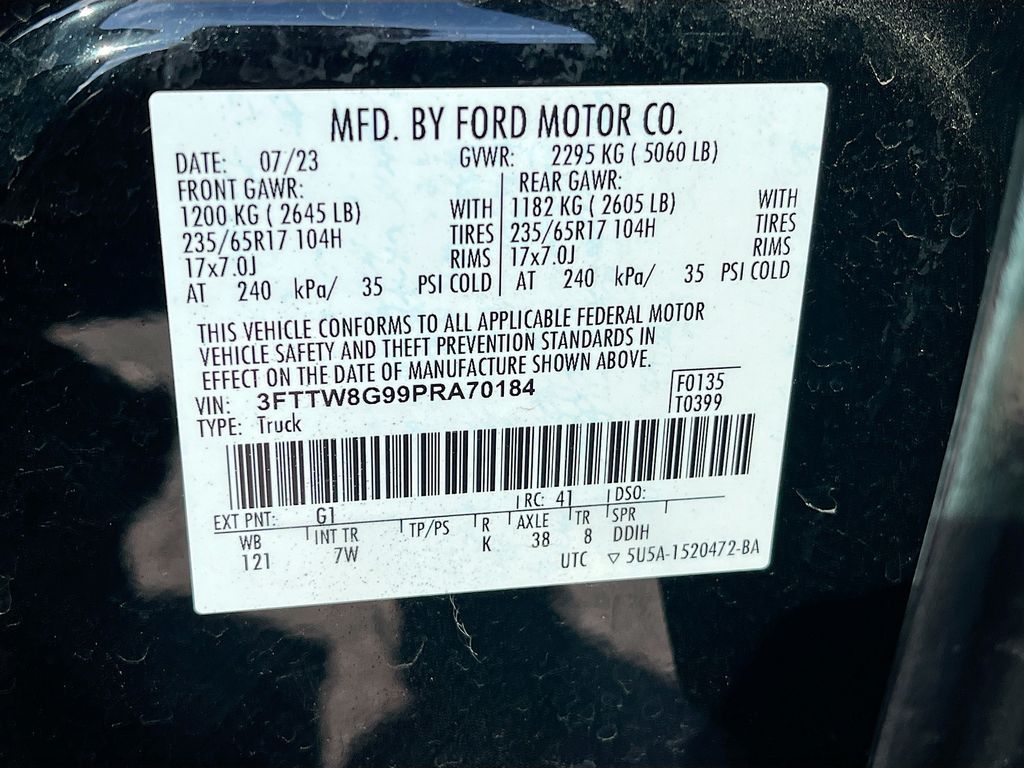 MFD. BY FORD MOTOR CO.
DATE: 07/23 GVWR: 2295 KG ( 5060 LB)
FRONT GAWR: REAR GAWR:
1200 KG ( 2645 LB) WITH 1182 KG ( 2605 LB) WITH
235/65R17 104H TIRES 235/65R17 104H TIRES
17x7.0J RIMS 17x7.0J RIMS
AT 240 kPa/ 35 PSI COLD AT 240 kPa/ 35 PSI COLD
THIS VEHICLE CONFORMS TO ALL APPLICABLE FEDERAL MOTOR
VEHICLE SAFETY AND THEFT PREVENTION STANDARDS IN
EFFECT ON THE DATE OF MANUFACTURE SHOWN ABOVE.
VIN: 3FTTW8G99PRA70184 F0135
TYPE: Truck T0399
EXT PNT: G1 RC: 41 DSO:
WB INT TR TP/PS R AXLE TR SPR
121 7W K 38 8 DDIH
UTC ▽ 5U5A-1520472-BA